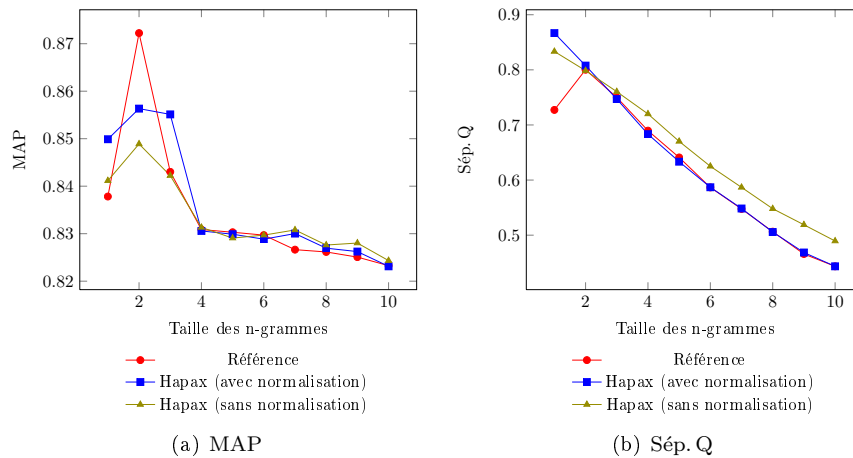 0.87
0.86
0.85
0.84
0.83
0.82
MAP
2
4
6
8
10
Taille des n-grammes
Référence
Hapax (avec normalisation)
Hapax (sans normalisation)
(a) MAP
0.9
0.8
0.7
0.6
0.5
Sép. Q
2
4
6
8
10
Taille des n-grammes
Référence
Hapax (avec normalisation)
Hapax (sans normalisation)
(b) Sép. Q